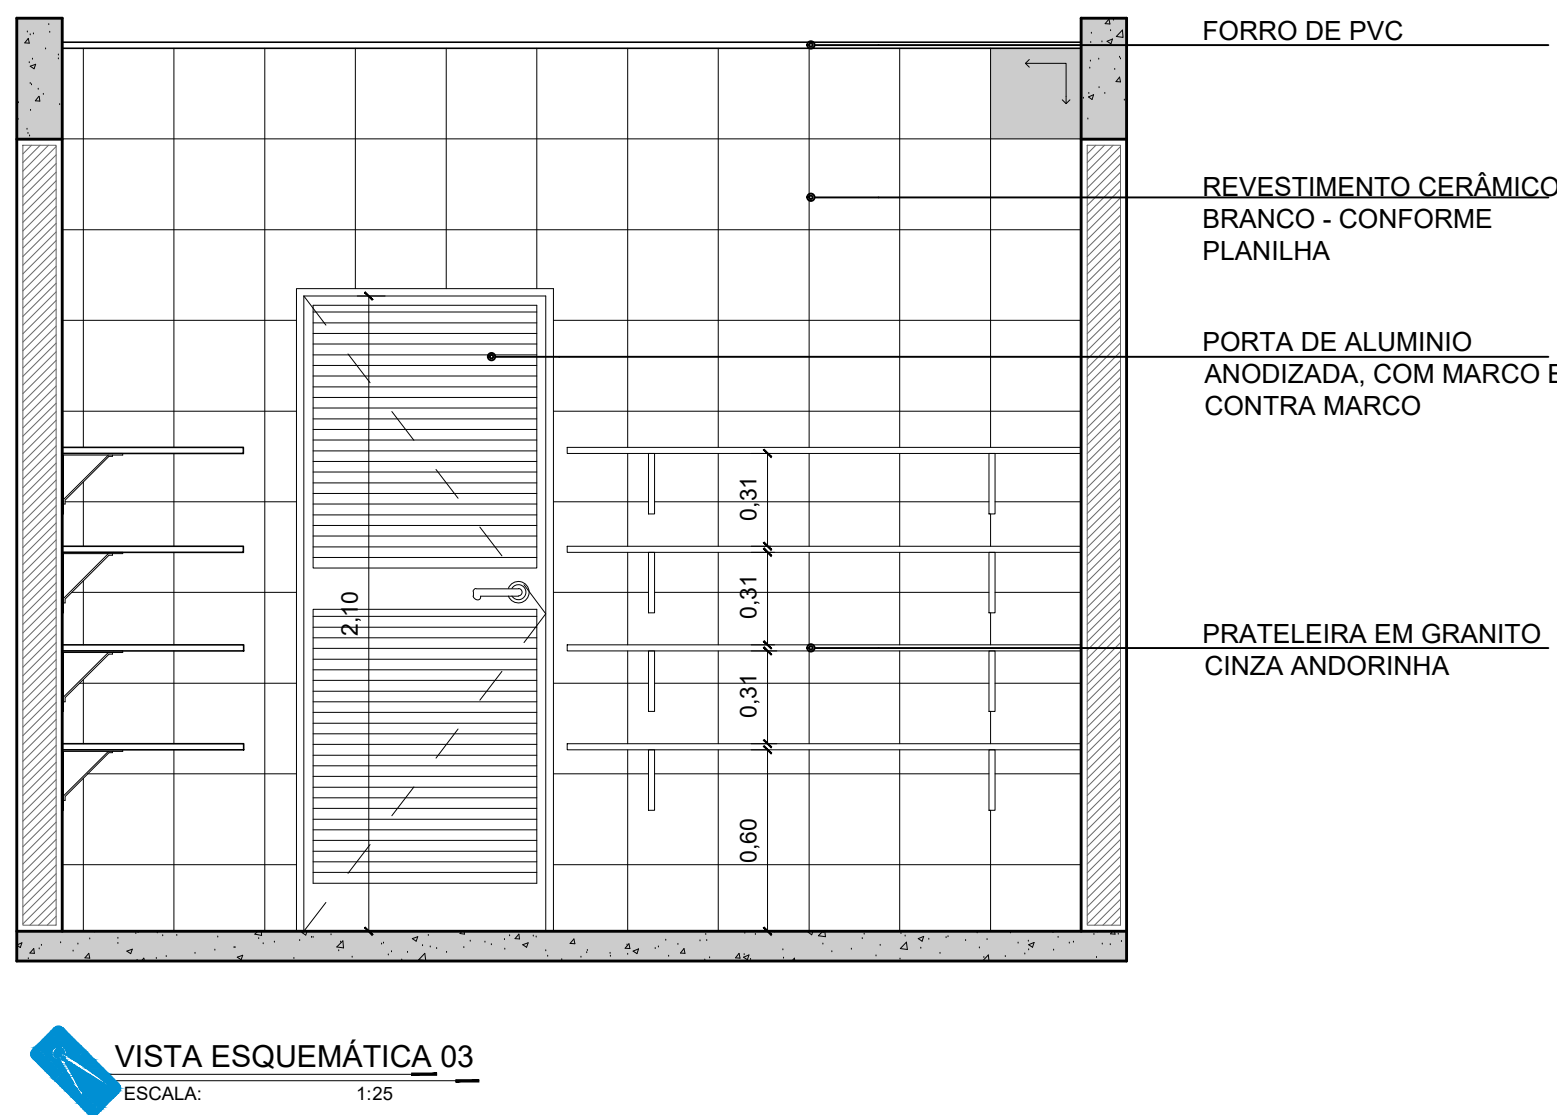 FORRO DE PVC
REVESTIMENTO CERÂMICO
BRANCO - CONFORME
PLANILHA
PORTA DE ALUMINIO
ANODIZADA, COM MARCO E
CONTRA MARCO
0,31
0,31
2,10
PRATELEIRA EM GRANITO
CINZA ANDORINHA
0,31
0,60
VISTA ESQUEMÁTICA 03
ESCALA: 1:25